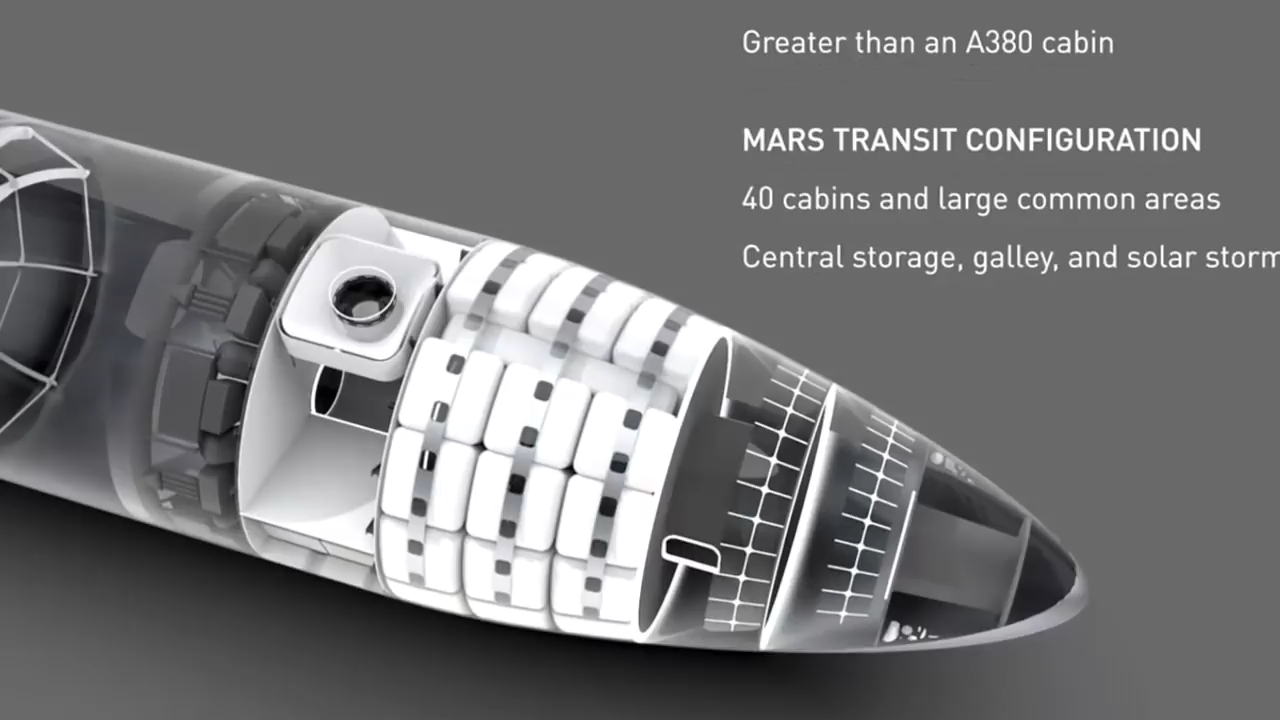 Greater than an A380 cabin
MARS TRANSIT CONFIGURATION
40 cabins and large common areas
Central storage, galley, and solar storm